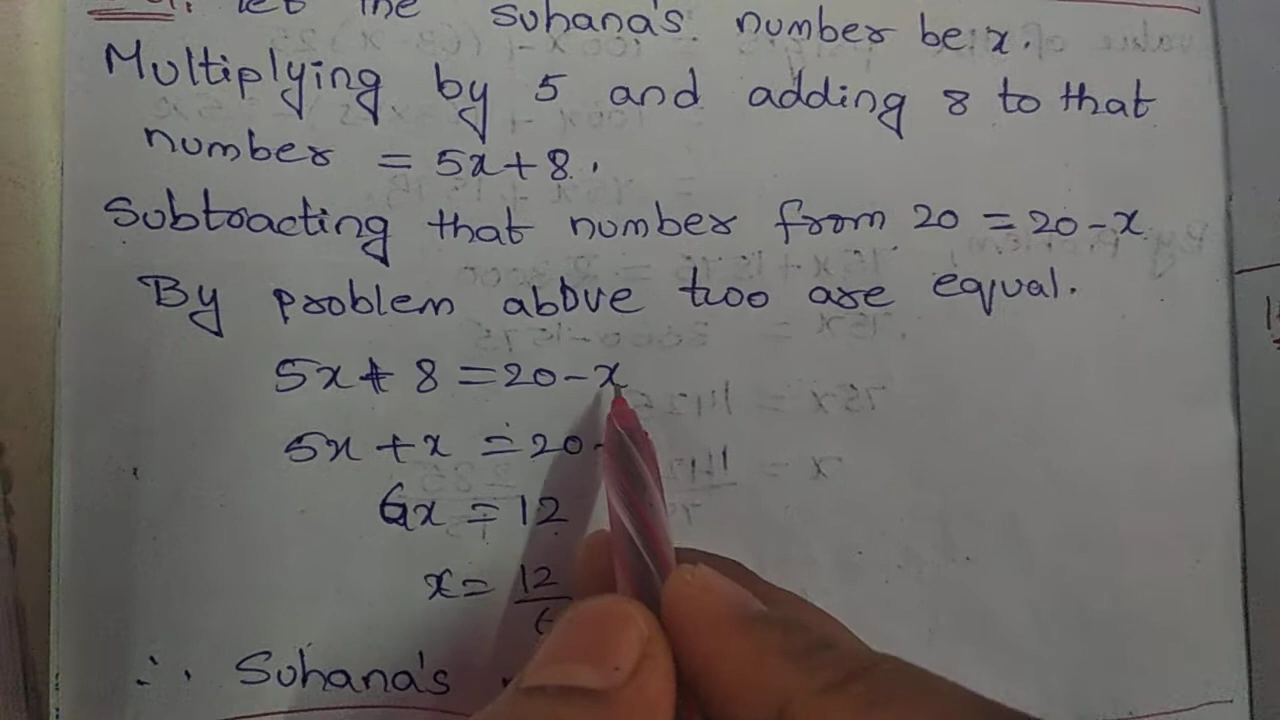 let the Suhana's number be x.
Multiplying by 5 and adding 8 to that
number = 5x+8.
Subtracting that number from 20 = 20-x
By problem above two are equal.
5x + 8 = 20-x
5x + x = 20-
6x = 12
x = 12/6
∴ Suhana's